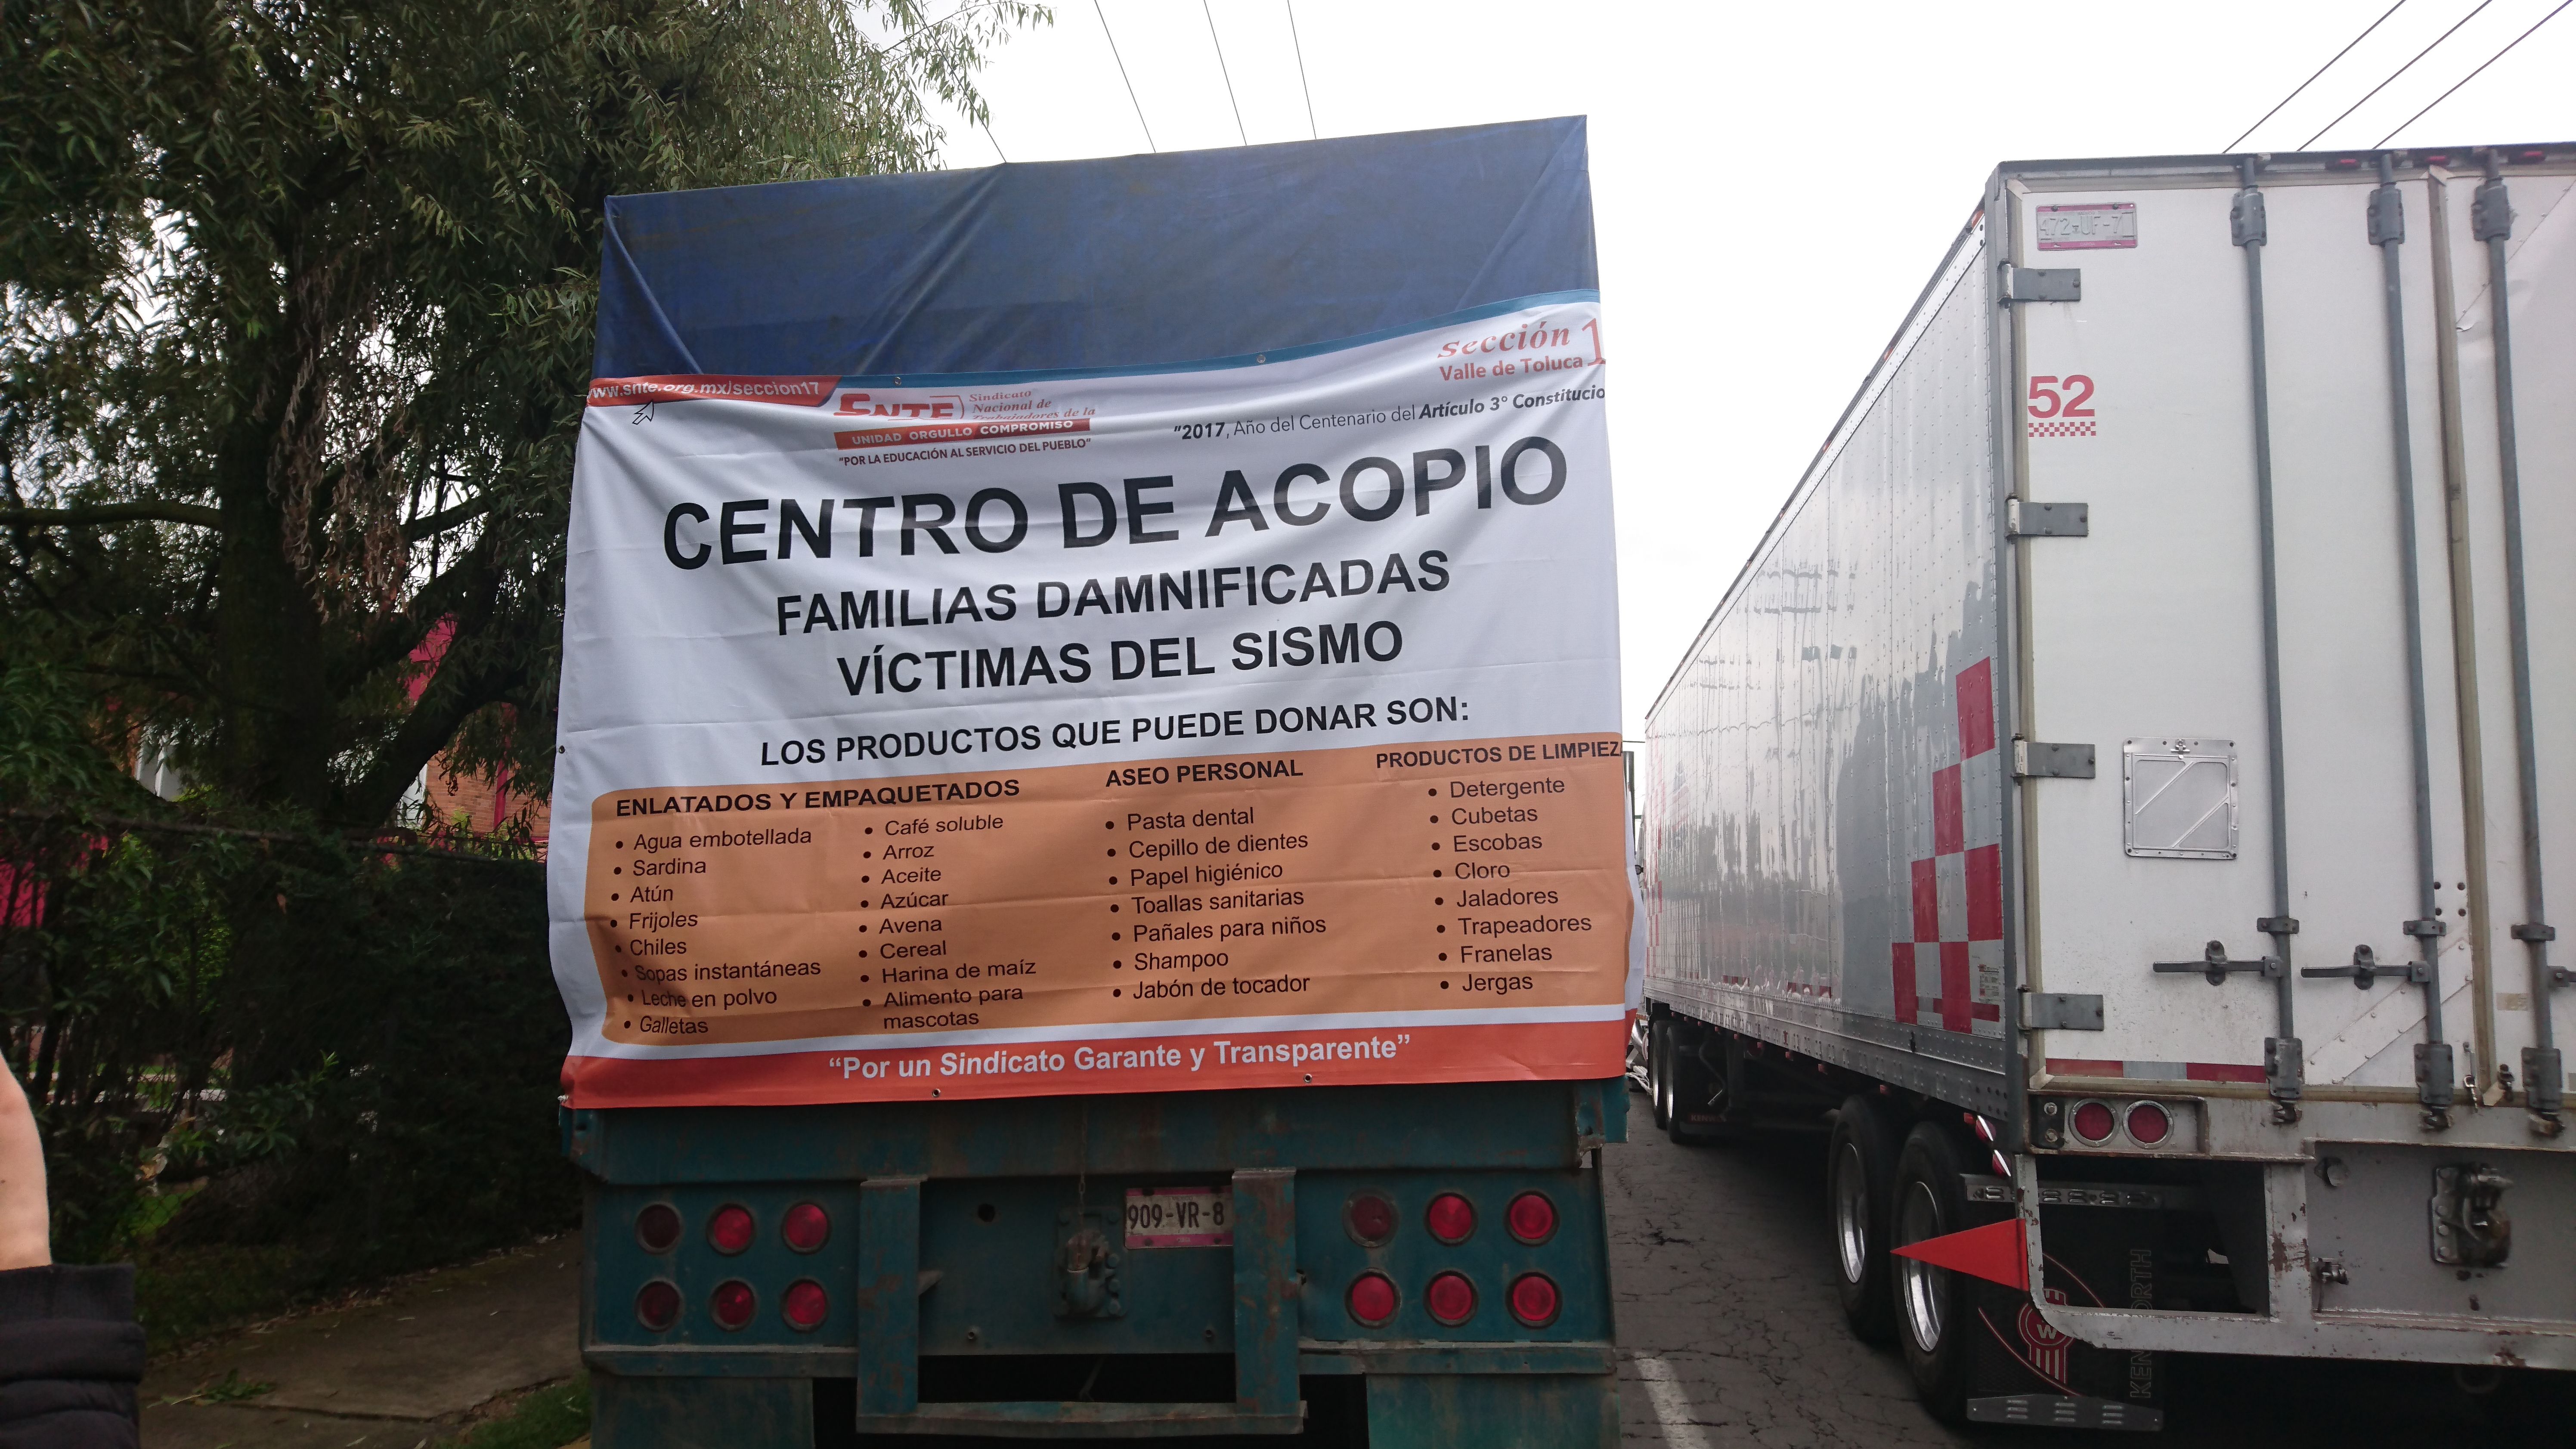 www.snte.org.mx/seccion17
SNTE
Sindicato
Nacional de
Trabajadores de la
UNIDAD ORGULLO COMPROMISO
"POR LA EDUCACIÓN AL SERVICIO DEL PUEBLO"
sección 1
Valle de Toluca
"2017, Año del Centenario del Artículo 3° Constitucio
CENTRO DE ACOPIO
FAMILIAS DAMNIFICADAS
VÍCTIMAS DEL SISMO
LOS PRODUCTOS QUE PUEDE DONAR SON:
ENLATADOS Y EMPAQUETADOS
• Agua embotellada
• Sardina
• Atún
• Frijoles
• Chiles
• Sopas instantáneas
• Leche en polvo
• Galletas
• Café soluble
• Arroz
• Aceite
• Azúcar
• Avena
• Cereal
• Harina de maíz
• Alimento para
mascotas
ASEO PERSONAL
• Pasta dental
• Cepillo de dientes
• Papel higiénico
• Toallas sanitarias
• Pañales para niños
• Shampoo
• Jabón de tocador
PRODUCTOS DE LIMPIEZ
• Detergente
• Cubetas
• Escobas
• Cloro
• Jaladores
• Trapeadores
• Franelas
• Jergas
"Por un Sindicato Garante y Transparente"
909-VR-8
52
KENWORTH